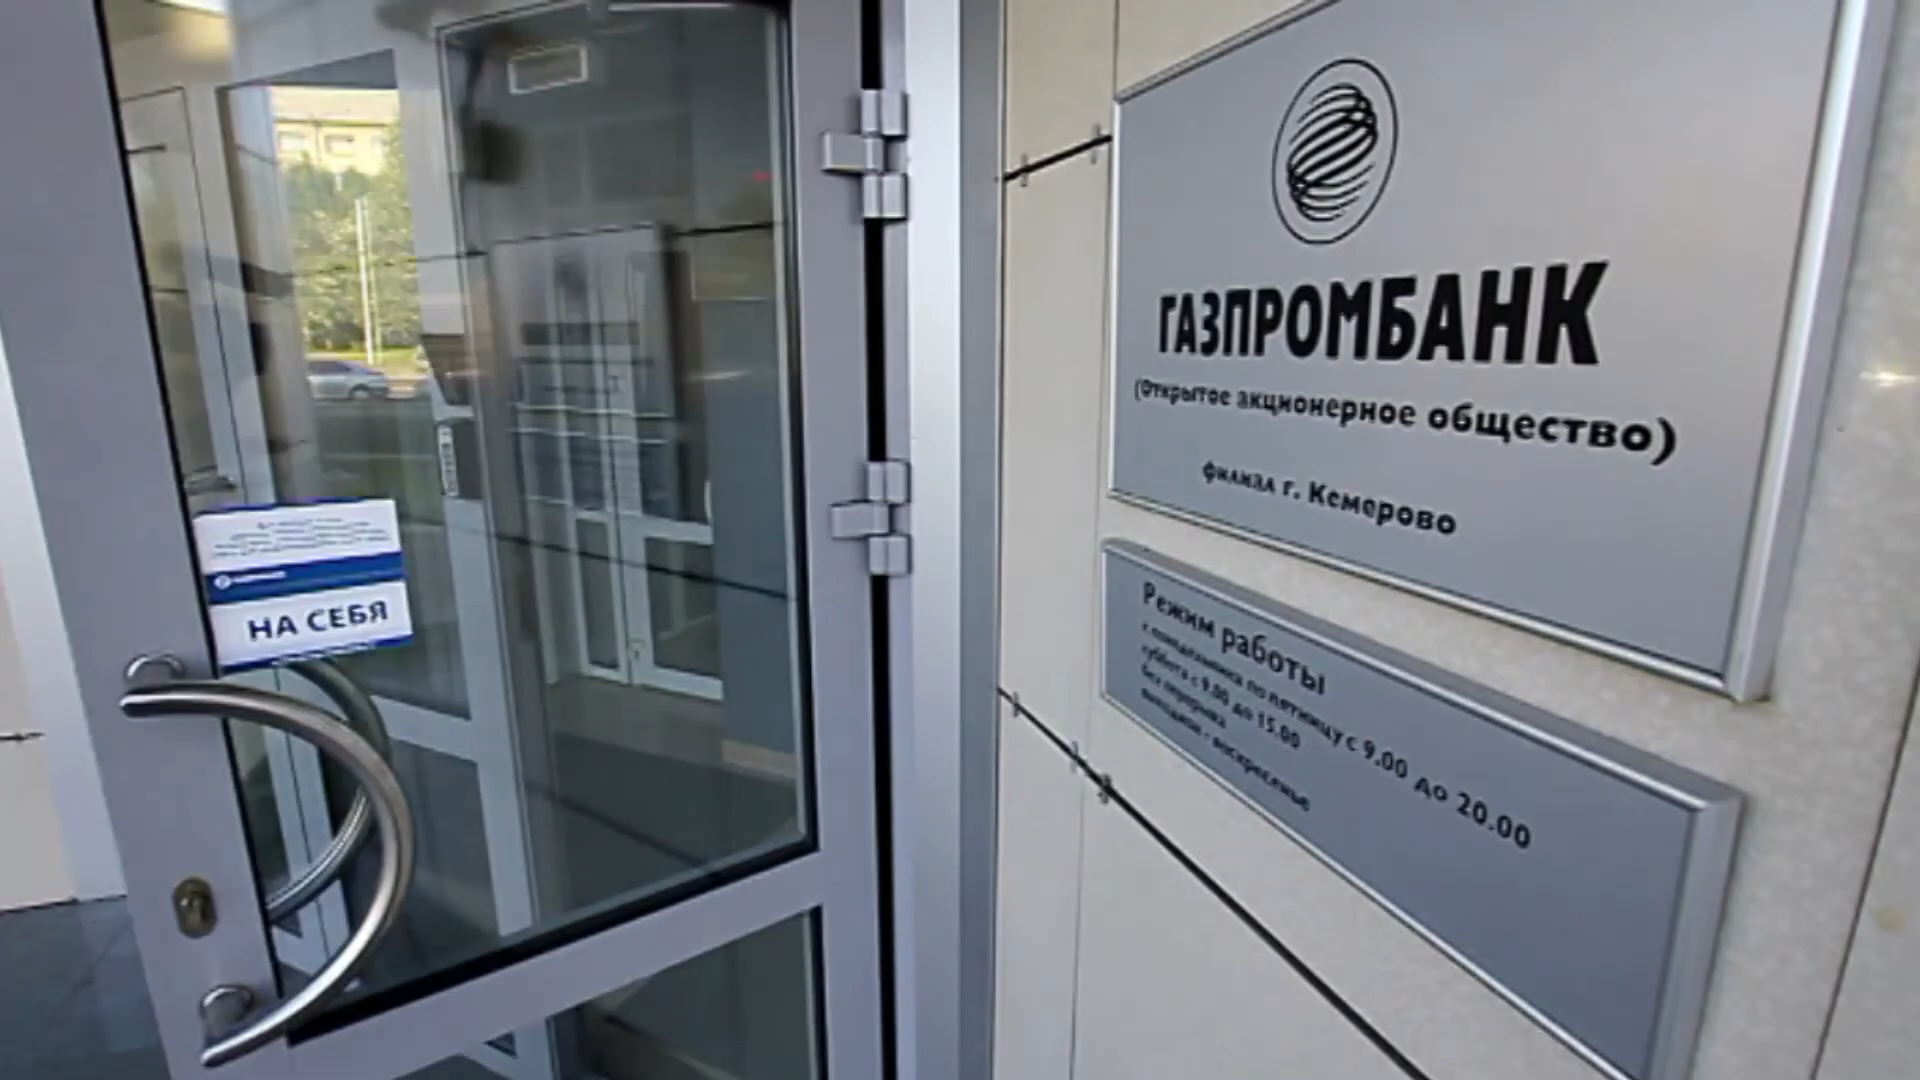 НА СЕБЯ
ГАЗПРОМБАНК
(Открытое акционерное общество)
филиал г. Кемерово
Режим работы
с понедельника по пятницу с 9.00 до 20.00
суббота с 9.00 до 15.00
без перерыва
выходной - воскресенье